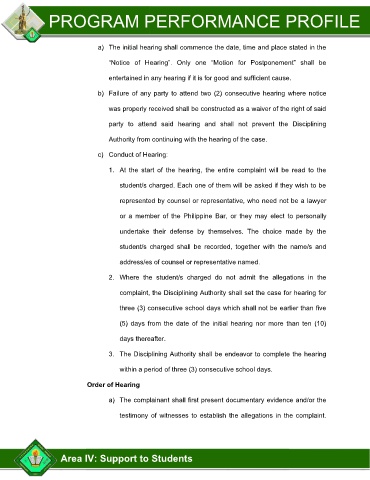 PROGRAM PERFORMANCE PROFILE
a) The initial hearing shall commence the date, time and place stated in the
"Notice of Hearing". Only one "Motion for Postponement" shall be
entertained in any hearing if it is for good and sufficient cause.
b) Failure of any party to attend two (2) consecutive hearing where notice
was properly received shall be constructed as a waiver of the right of said
party to attend said hearing and shall not prevent the Disciplining
Authority from continuing with the hearing of the case.
c) Conduct of Hearing:
1. At the start of the hearing, the entire complaint will be read to the
student/s charged. Each one of them will be asked if they wish to be
represented by counsel or representative, who need not be a lawyer
or a member of the Philippine Bar, or they may elect to personally
undertake their defense by themselves. The choice made by the
student/s charged shall be recorded, together with the name/s and
address/es of counsel or representative named.
2. Where the student/s charged do not admit the allegations in the
complaint, the Disciplining Authority shall set the case for hearing for
three (3) consecutive school days which shall not be earlier than five
(5) days from the date of the initial hearing nor more than ten (10)
days thereafter.
3. The Disciplining Authority shall be endeavor to complete the hearing
within a period of three (3) consecutive school days.
Order of Hearing
a) The complainant shall first present documentary evidence and/or the
testimony of witnesses to establish the allegations in the complaint.
Area IV: Support to Students